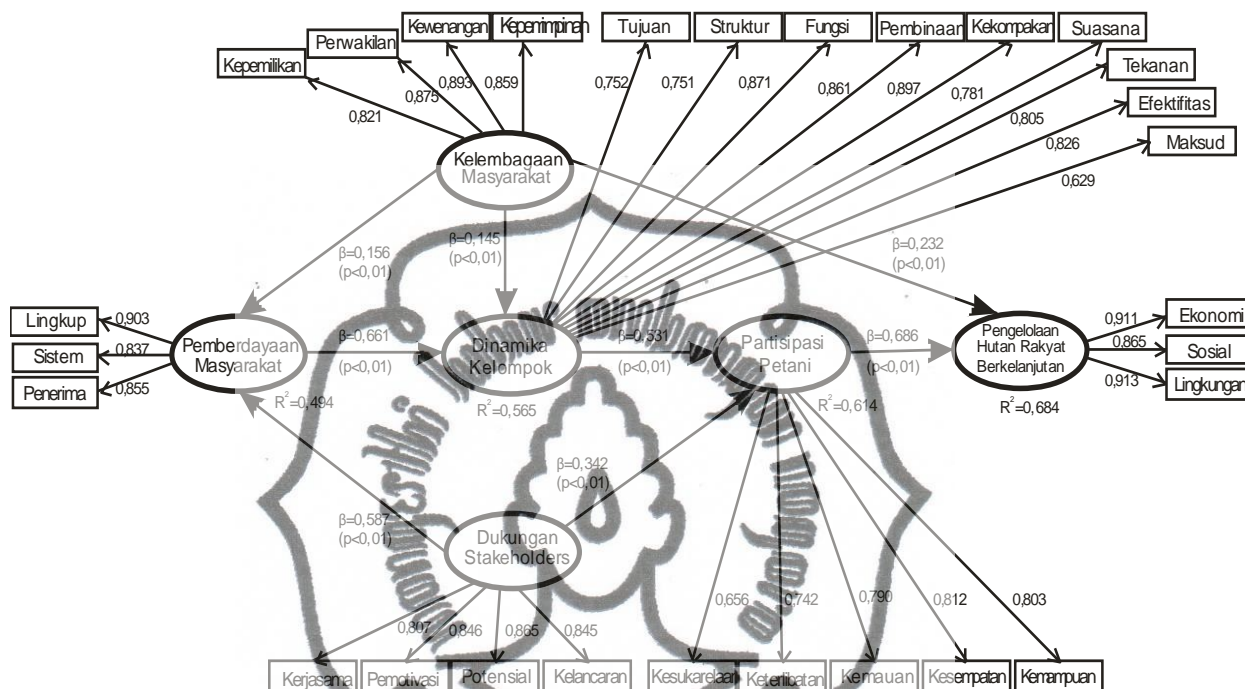 Kewenangan Kepemimpinan Tujuan Struktur Fungsi Pembinaan Kekompakan Suasana
Perwakilan
Kepemilikan
Tekanan
Efektifitas
Maksud
0,821
0,875
0,893
0,859
0,752
0,751
0,871
0,861
0,897
0,781
0,805
0,826
0,629
Kelembagaan
Masyarakat
β=0,156
(p<0,01)
β=0,145
(p<0,01)
β=0,232
(p<0,01)
Lingkup
Sistem
Penerima
0,903
0,837
0,855
Pemberdayaan
Masyarakat
R²=0,494
β=0,661
(p<0,01)
Dinamika
Kelompok
R²=0,565
β=0,531
(p<0,01)
Partisipasi
Petani
R²=0,614
β=0,686
(p<0,01)
Pengelolaan
Hutan Rakyat
Berkelanjutan
R²=0,684
0,911
0,865
0,913
Ekonomi
Sosial
Lingkungan
β=0,587
(p<0,01)
β=0,342
(p<0,01)
Dukungan
Stakeholders
0,807
0,846
0,865
0,845
0,656
0,742
0,790
0,812
0,803
Kerjasama Pemotivasi Potensial Kelancaran Kesukarelaan Keterlibatan Kemauan Kesempatan Kemampuan